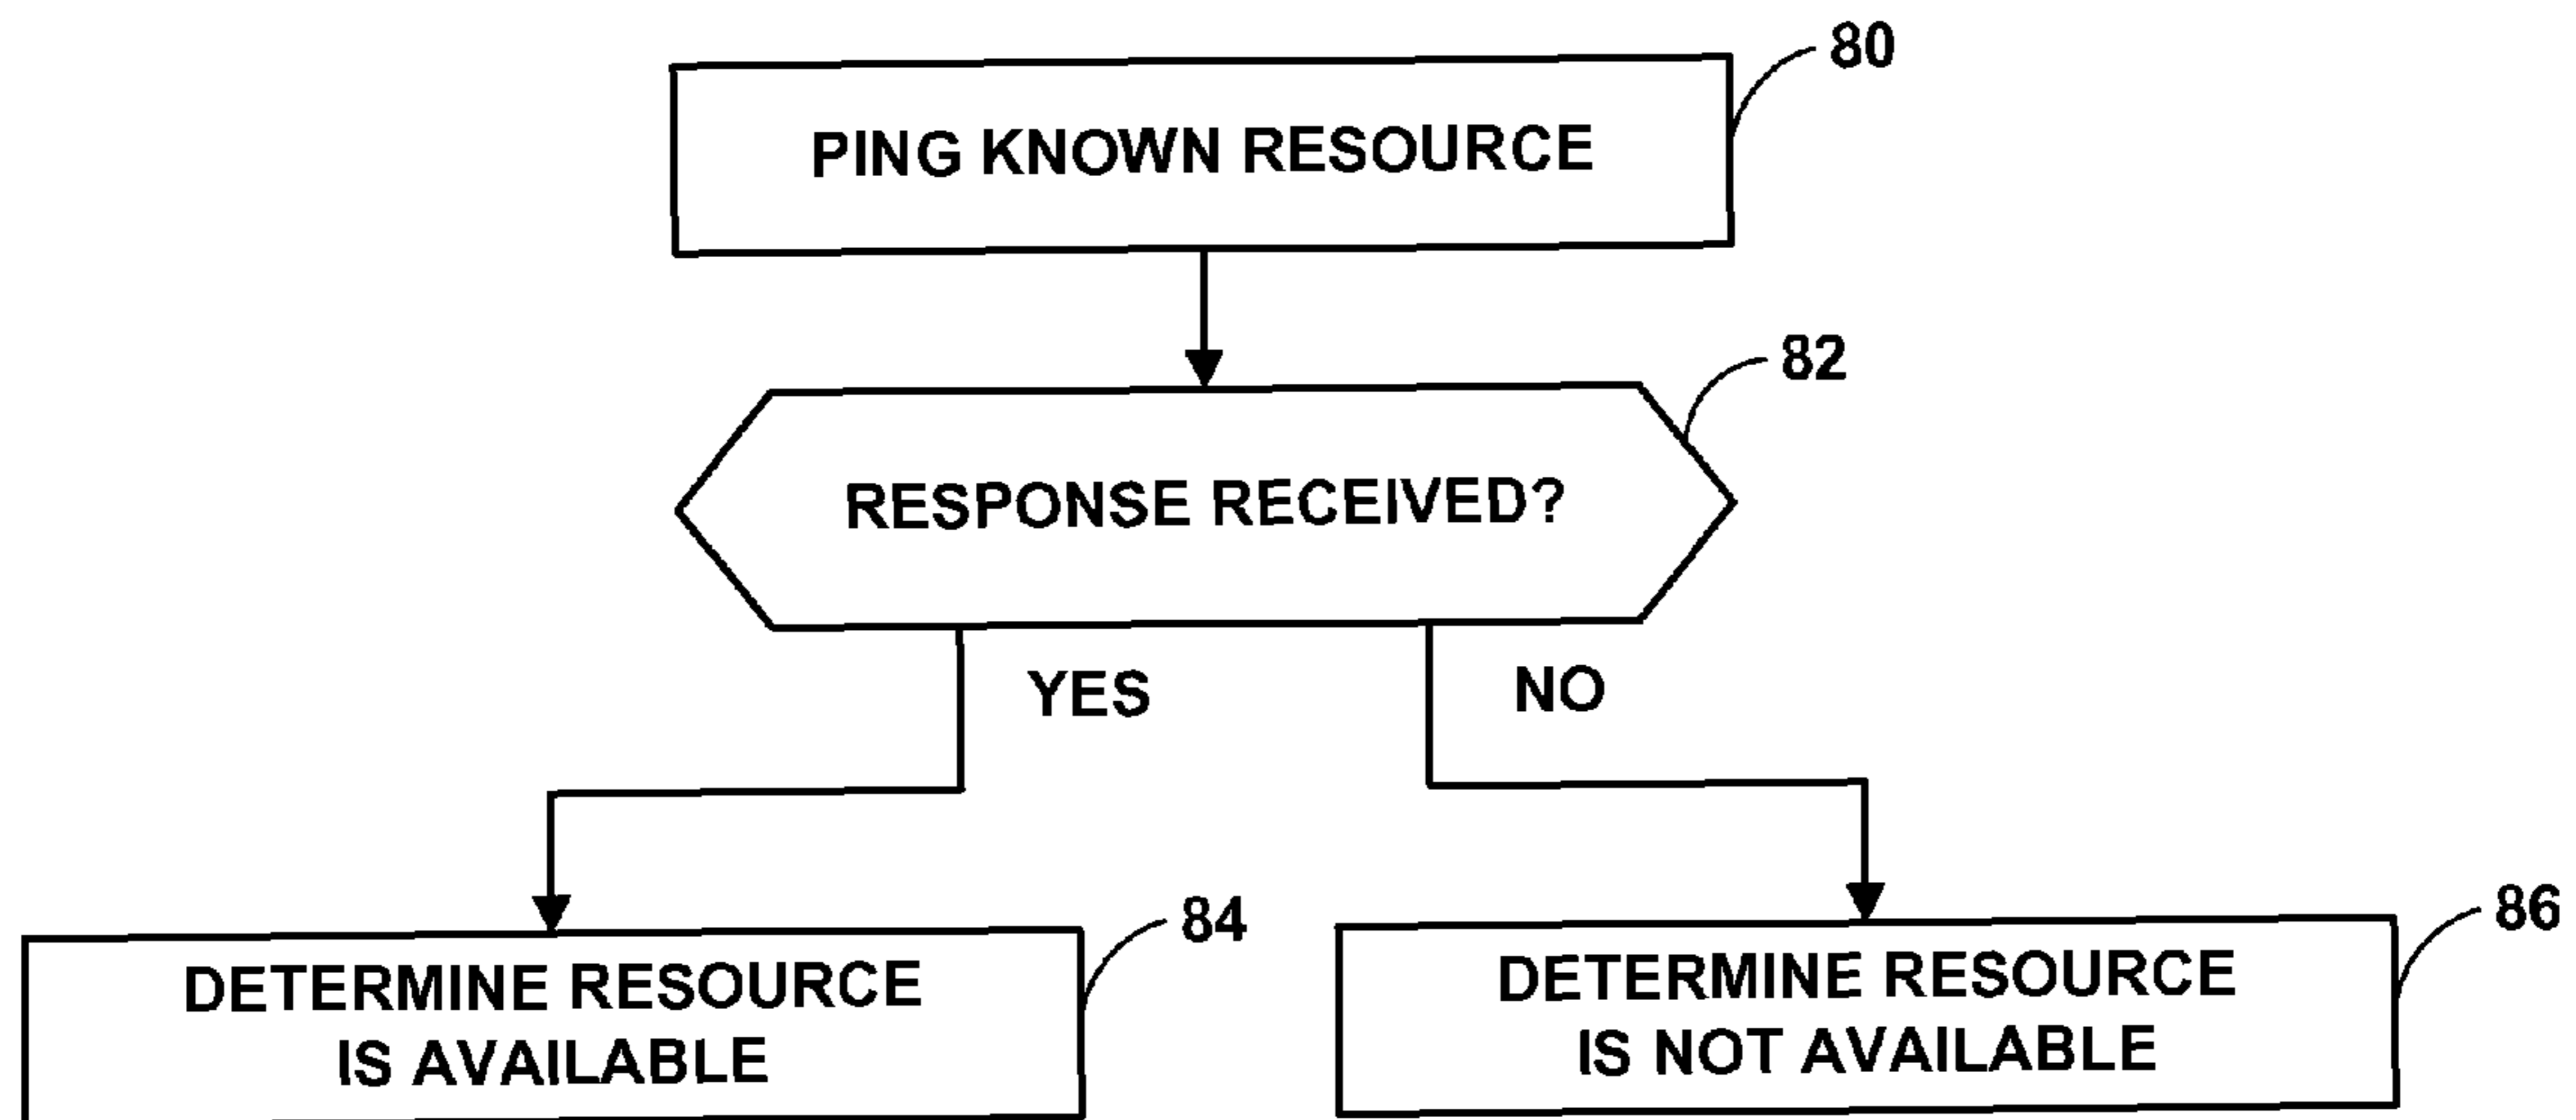 80
PING KNOWN RESOURCE
82
RESPONSE RECEIVED?
YES
NO
84
DETERMINE RESOURCE
IS AVAILABLE
86
DETERMINE RESOURCE
IS NOT AVAILABLE